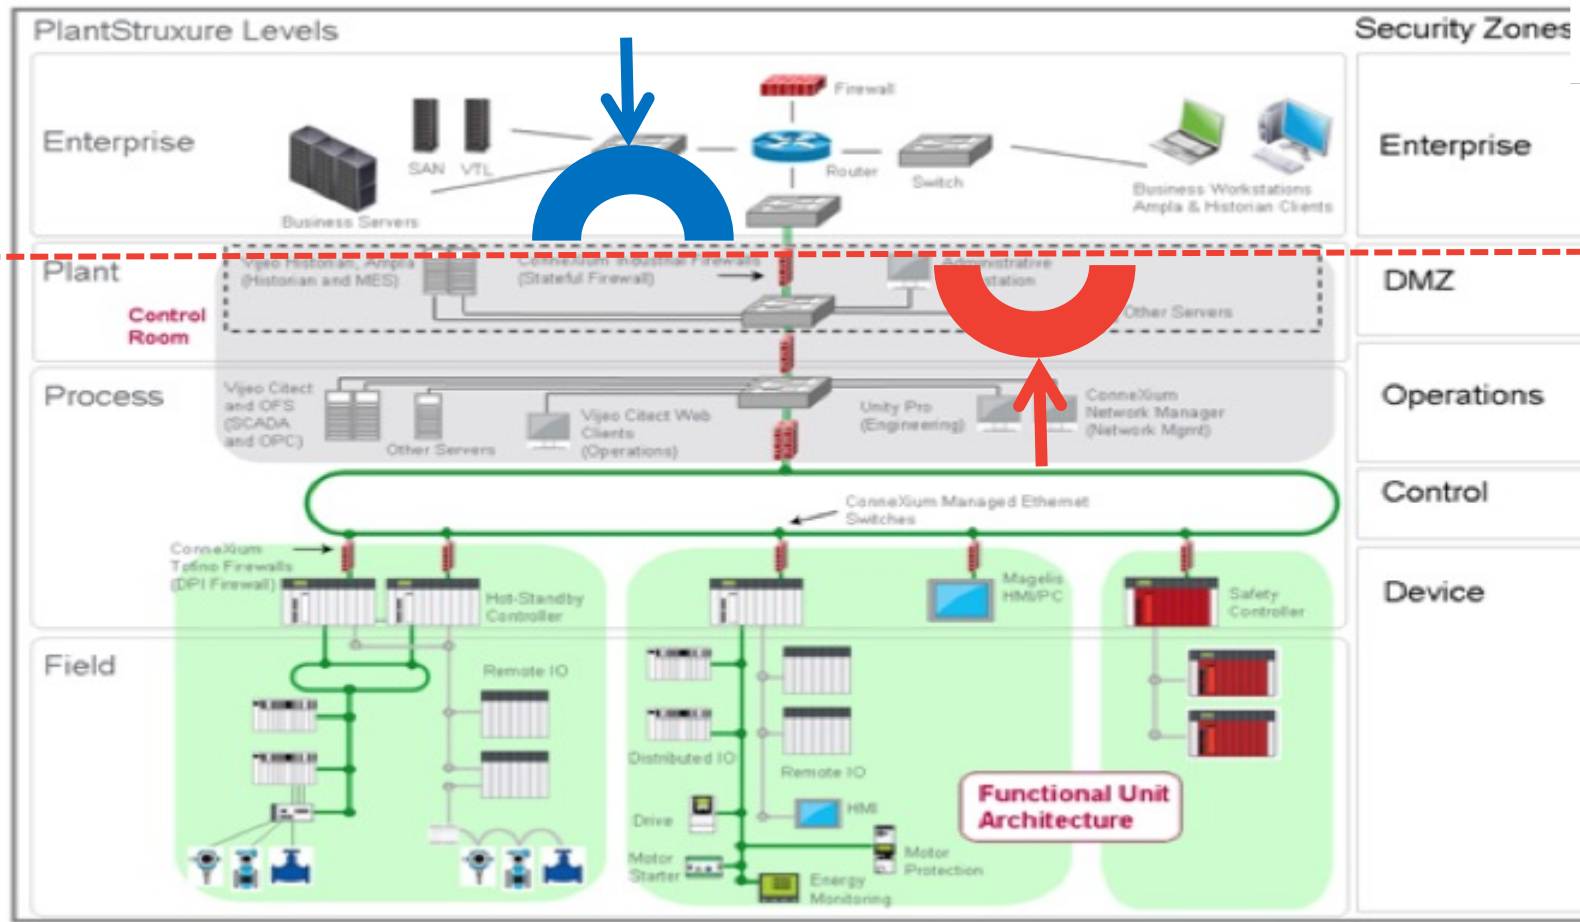 PlantStruxure Levels
Security Zones
Enterprise
Firewall
SAN VTL
Router
Switch
Business Servers
Business Workstations
Ampla & Historian Clients
Enterprise
Plant
Vijeo Historian, Ampla
(Historian and MES)
ConneXium Industrial Firewalls
(Stateful Firewall)
Administrative
Other Servers
DMZ
Control
Room
Process
Vijeo Citect
and OFS
(SCADA
and OPC)
Other Servers
Vijeo Citect Web
Clients
(Operations)
Unity Pro
(Engineering)
ConneXium
Network Manager
(Network Mgmt)
Operations
ConneXium Managed Ethernet
Switches
Control
ConneXium
Tofino Firewalls
(DPI Firewall)
Hot-Standby
Controller
Magelis
HMI/PC
Safety
Controller
Device
Field
Remote IO
Distributed IO
Remote IO
Drive
HMI
Motor
Starter
Motor
Protection
Energy
Monitoring
Functional Unit
Architecture